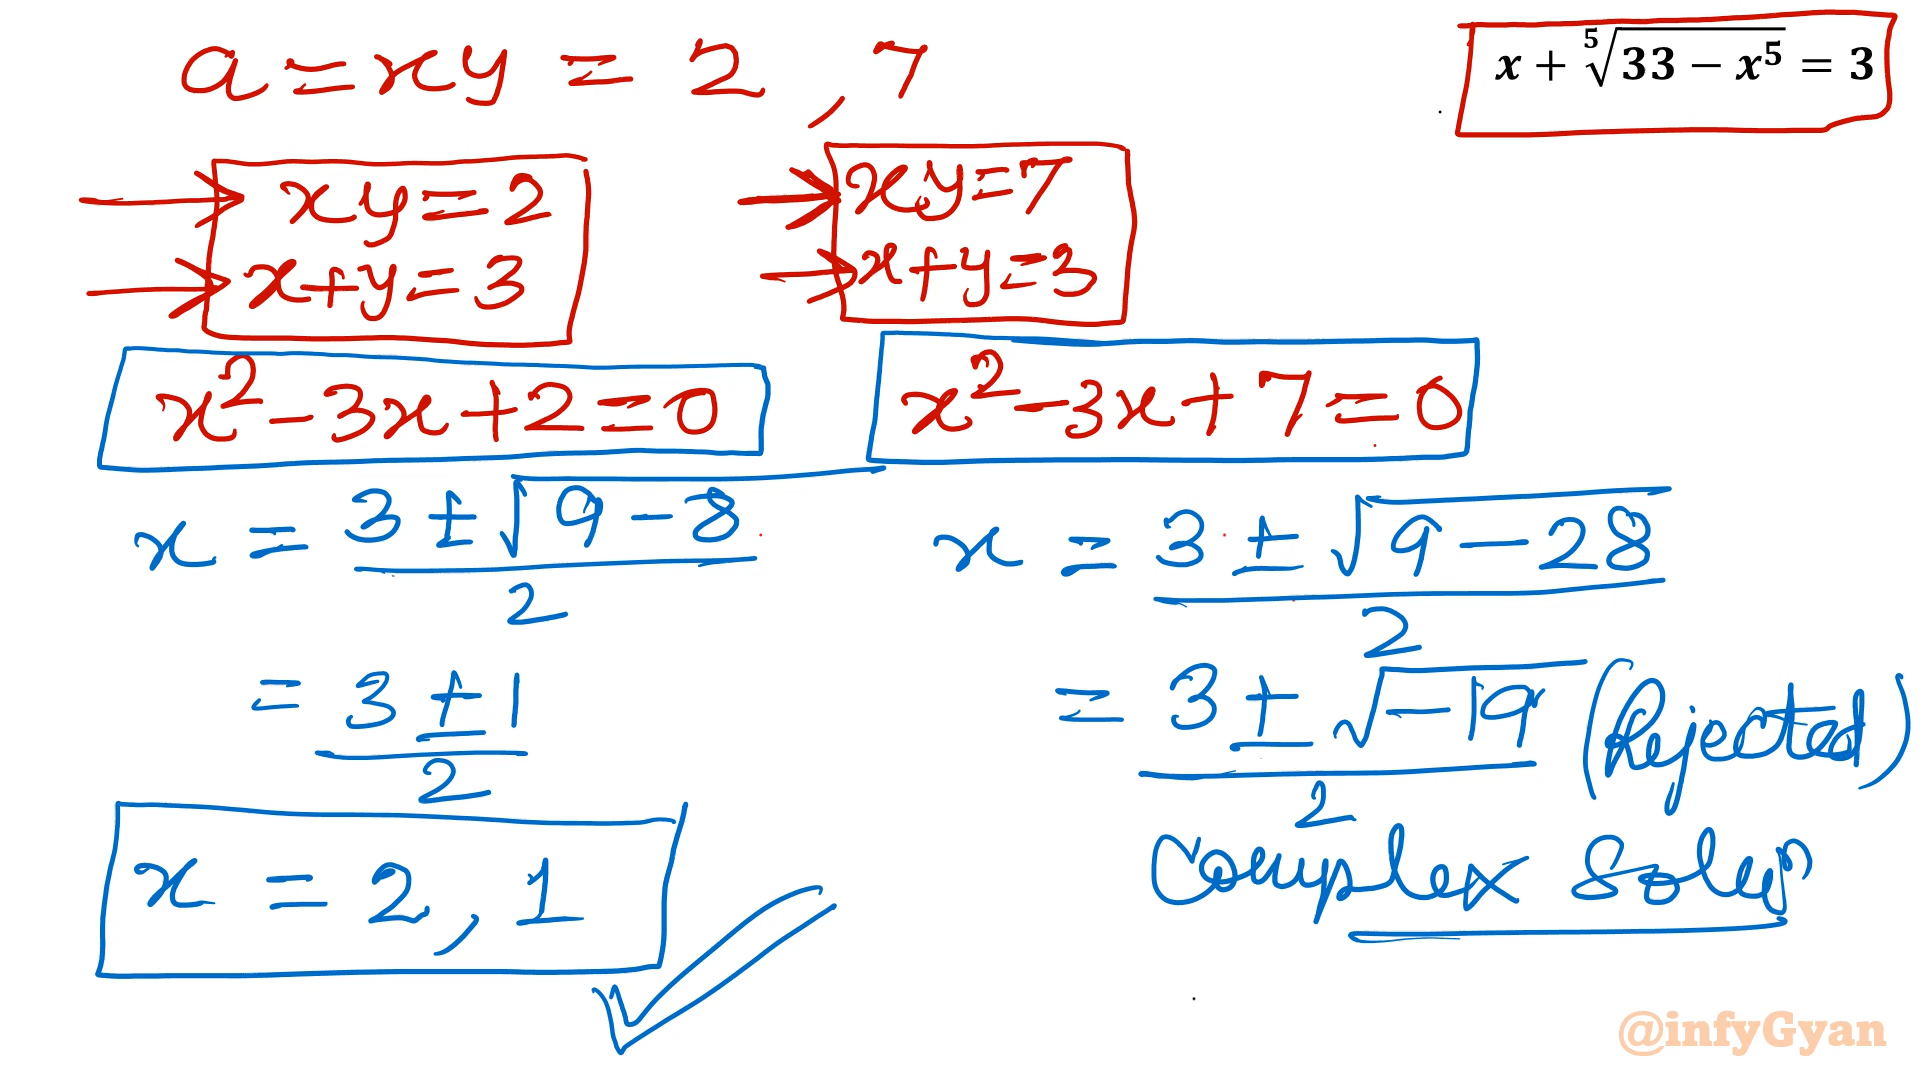 a = xy = 2, 7
x + ⁵√(33 − x⁵) = 3
xy = 2
x + y = 3
xy = 7
x + y = 3
x² − 3x + 2 = 0
x² − 3x + 7 = 0
x = (3 ± √(9 − 8)) / 2
= (3 ± 1) / 2
x = 2, 1
x = (3 ± √(9 − 28)) / 2
= (3 ± √−19) / 2 (Rejected)
Complex Solns
@infyGyan